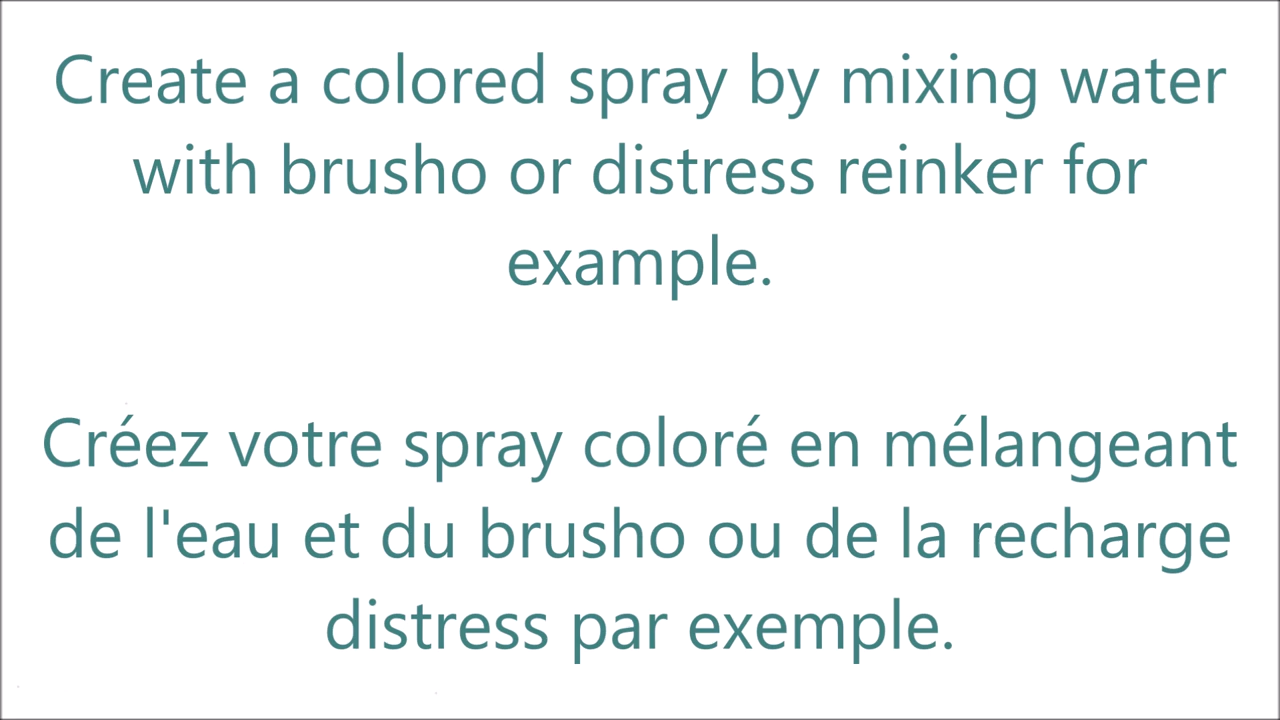 Create a colored spray by mixing water
with brusho or distress reinker for
example.
Créez votre spray coloré en mélangeant
de l'eau et du brusho ou de la recharge
distress par exemple.